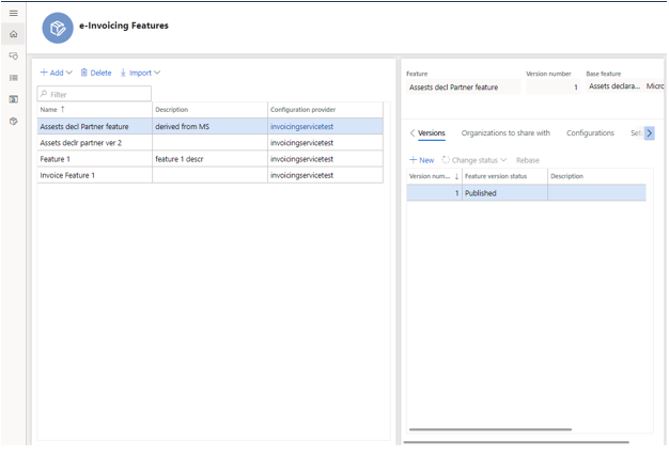 e-Invoicing Features
Add Delete Import
Filter
Name ↑ Description Configuration provider
Assests decl Partner feature derived from MS invoicingservicetest
Assets declr partner ver 2 invoicingservicetest
Feature 1 feature 1 descr invoicingservicetest
Invoice Feature 1 invoicingservicetest
Feature Version number Base feature
Assests decl Partner feature 1 Assets declara... Micro
Versions Organizations to share with Configurations Set
New Change status Rebase
Version num... ↓ Feature version status Description
1 Published